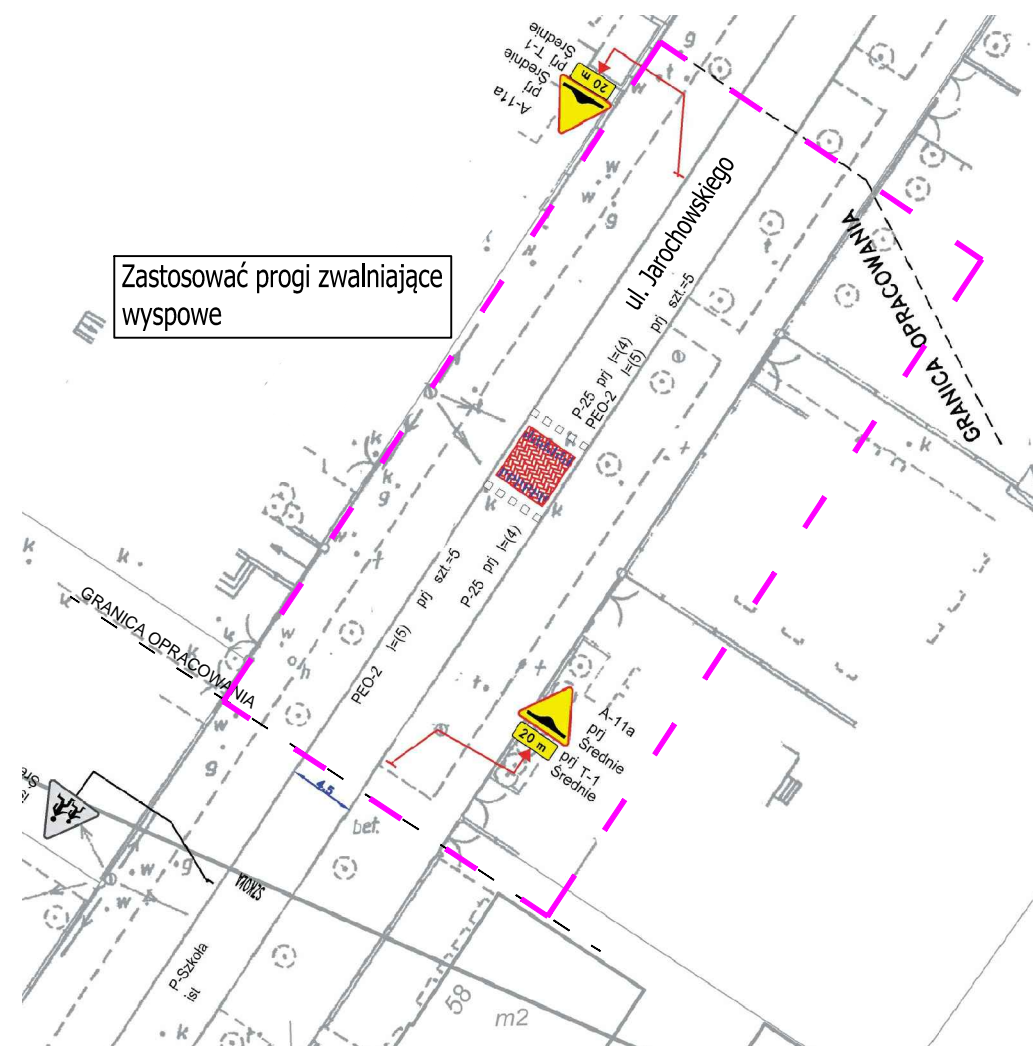 Średnie
prj T-1
Średnie
prj
A-11a
20 m
g
t
w
w
w
g
ul. Jarochowskiego
GRANICA OPRACOWANIA
Zastosować progi zwalniające
wyspowe
P-25 prj l=(4)
PEO-2 l=(5) prj szt.=5
k
k
g
w
t
k
k
k
k
PEO-2 l=(5) prj szt.=5
P-25 prj l=(4)
GRANICA OPRACOWANIA
k
w
w
g
t
t
A-11a
prj
Średnie
20 m
prj T-1
Średnie
4.5
bet.
w
g
w
SZKOŁA
P-Szkoła
isl
k
58
m2